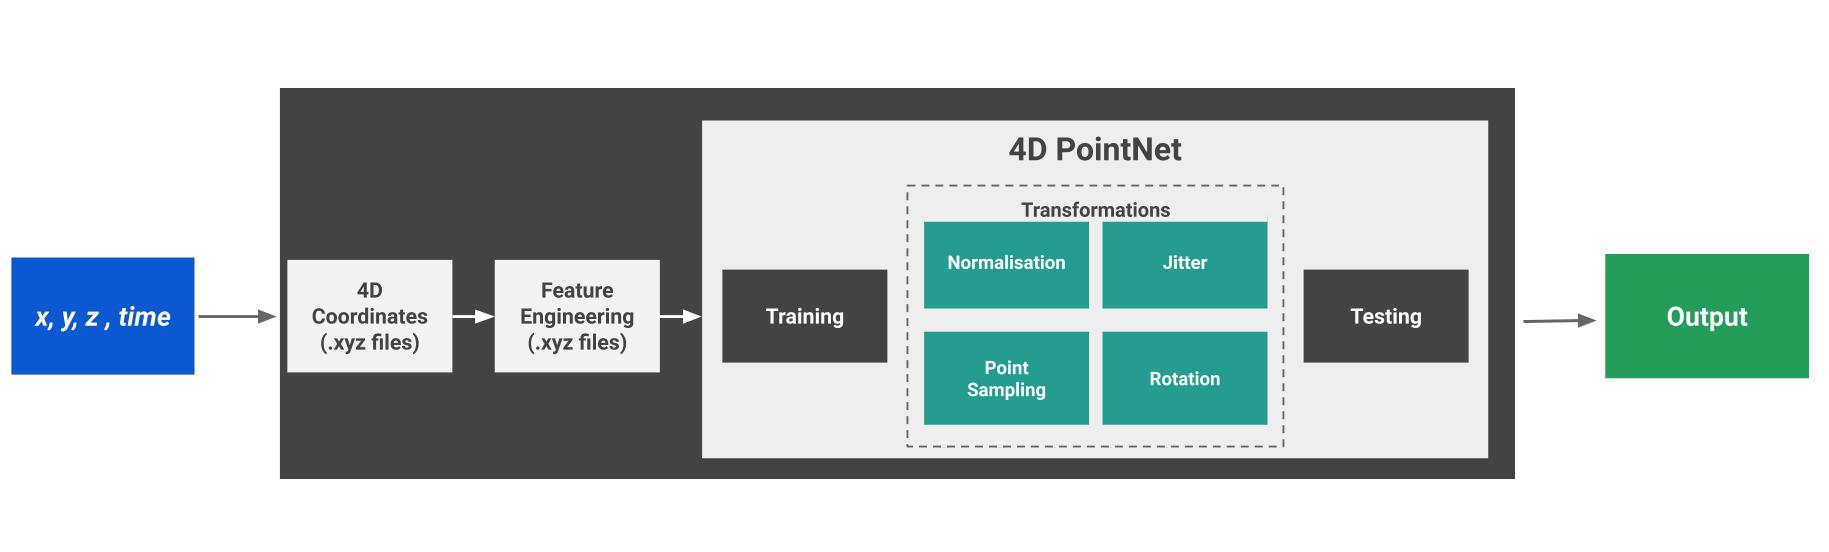 x, y, z , time
4D
Coordinates
(.xyz files)
Feature
Engineering
(.xyz files)
4D PointNet
Training
Transformations
Normalisation
Jitter
Point
Sampling
Rotation
Testing
Output